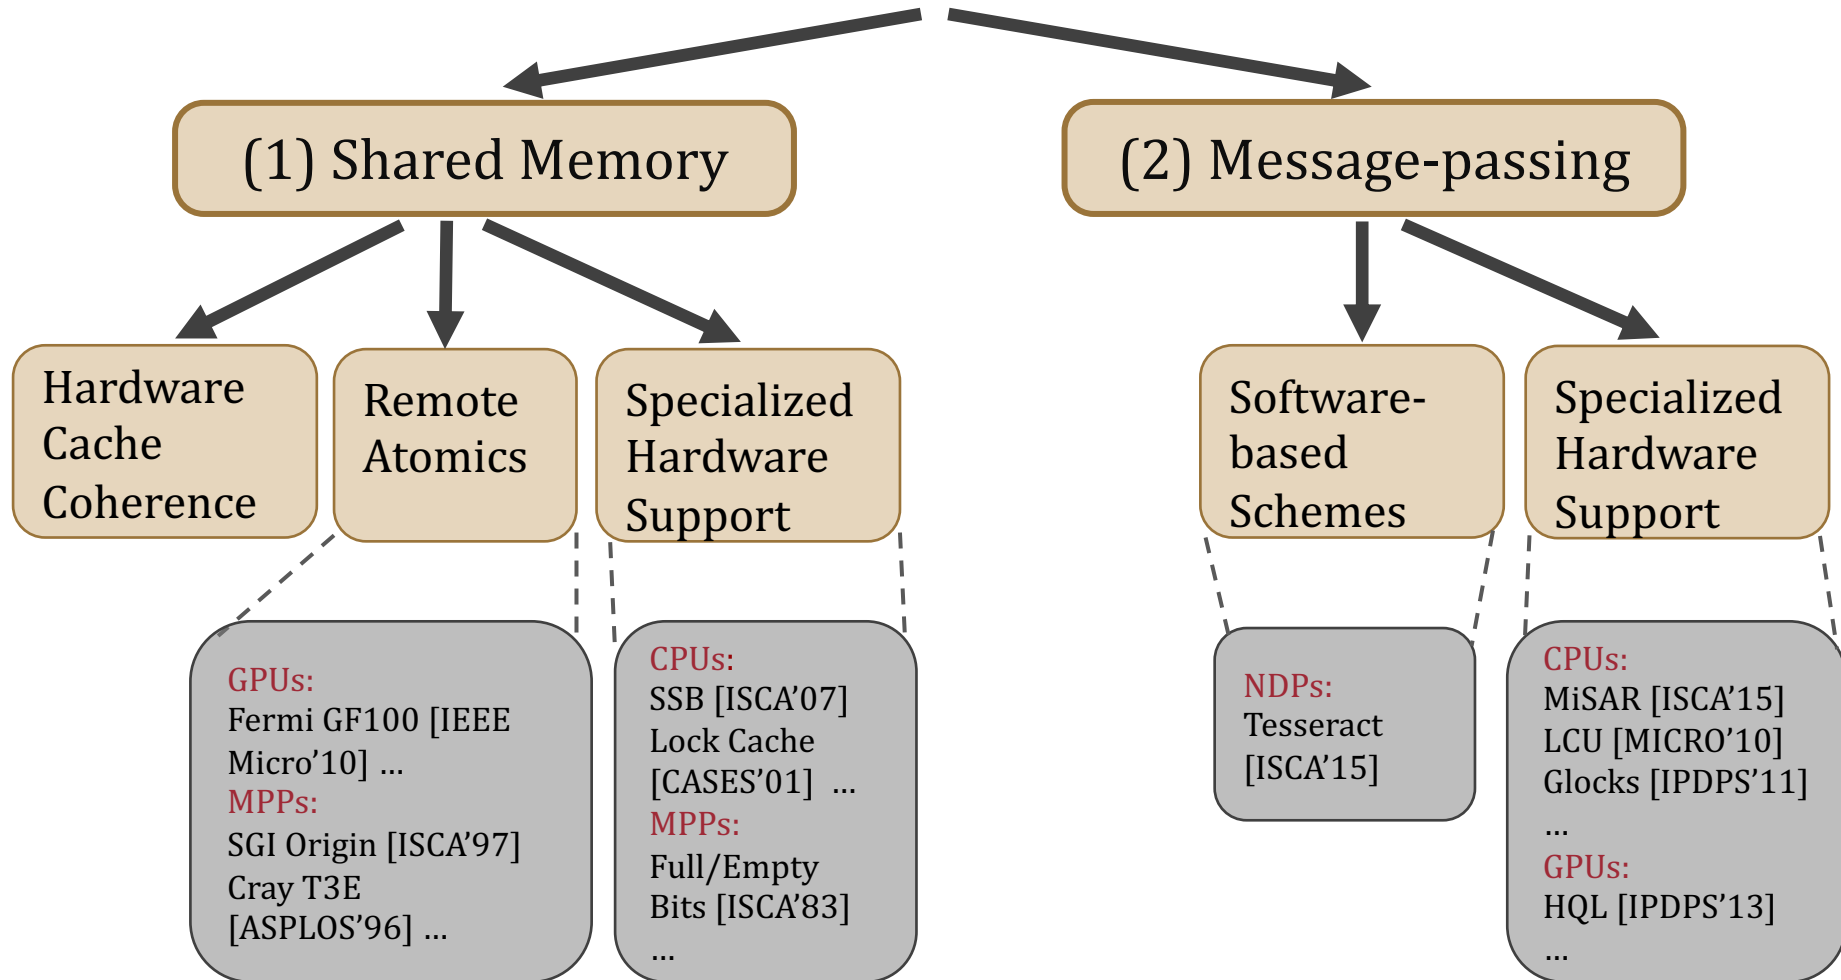 (1) Shared Memory
(2) Message-passing
Hardware
Cache
Coherence
Remote
Atomics
Specialized
Hardware
Support
Software-
based
Schemes
Specialized
Hardware
Support
GPUs:
Fermi GF100 [IEEE
Micro’10] ...
MPPs:
SGI Origin [ISCA’97]
Cray T3E
[ASPLOS’96] ...
CPUs:
SSB [ISCA’07]
Lock Cache
[CASES’01] ...
MPPs:
Full/Empty
Bits [ISCA’83]
...
NDPs:
Tesseract
[ISCA’15]
CPUs:
MiSAR [ISCA’15]
LCU [MICRO’10]
Glocks [IPDPS’11]
...
GPUs:
HQL [IPDPS’13]
...